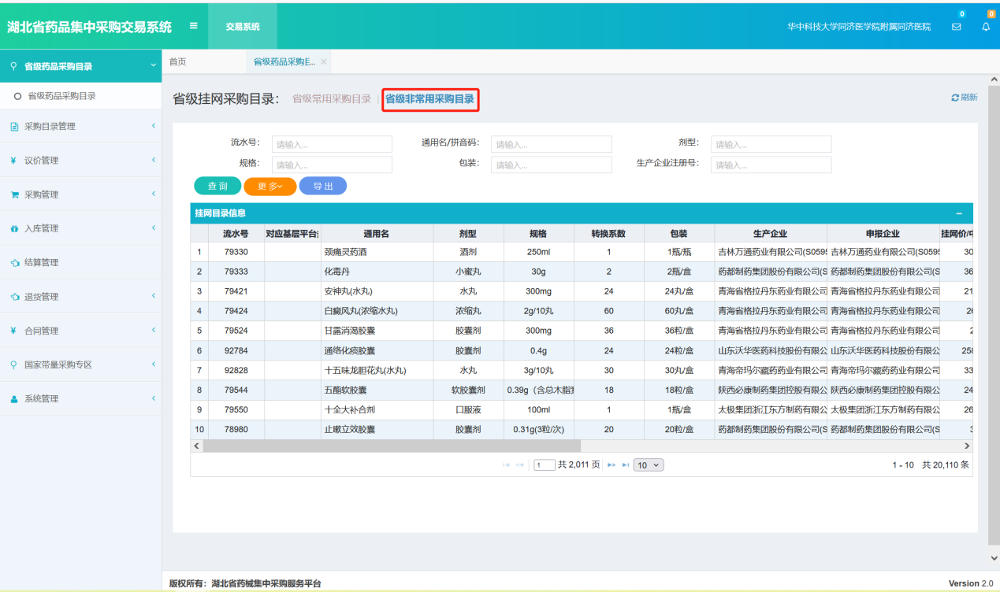 湖北省药品集中采购交易系统 交易系统 0 0
华中科技大学同济医学院附属同济医院
省级药品采购目录 首页 省级药品采购E...
省级药品采购目录
省级挂网采购目录： 省级常用采购目录 | 省级非常用采购目录 刷新
采购目录管理
议价管理
采购管理
入库管理
结算管理
退货管理
合同管理
国家带量采购专区
系统管理
流水号： 请输入... 通用名/拼音码： 请输入... 剂型： 请输入...
规格： 请输入... 包装： 请输入... 生产企业注册号： 请输入...
查询 更多 导出
挂网目录信息
流水号 对应基层平台 通用名 剂型 规格 转换系数 包装 生产企业 申报企业 挂网价/
1 79330 颈痛灵药酒 酒剂 250ml 1 1瓶/瓶 吉林万通药业有限公司(S059 吉林万通药业有限公司(S059 30
2 79333 化毒丹 小蜜丸 30g 2 2瓶/盒 药都制药集团股份有限公司(S 药都制药集团股份有限公司(S 36
3 79421 安神丸(水丸) 水丸 300mg 24 24丸/盒 青海省格拉丹东药业有限公司 青海省格拉丹东药业有限公司 21
4 79424 白癜风丸(浓缩水丸) 浓缩丸 2g/10丸 60 60丸/盒 青海省格拉丹东药业有限公司 青海省格拉丹东药业有限公司 2
5 79524 甘露消渴胶囊 胶囊剂 300mg 36 36粒/盒 青海省格拉丹东药业有限公司 青海省格拉丹东药业有限公司
6 92784 通络化痰胶囊 胶囊剂 0.4g 24 24粒/盒 山东沃华医药科技股份有限公 山东沃华医药科技股份有限公 258
7 92828 十五味龙胆花丸(水丸) 水丸 3g/10丸 30 30丸/盒 青海帝玛尔藏药药业有限公司 青海帝玛尔藏药药业有限公司 33
8 79544 五酯软胶囊 软胶囊剂 0.39g（含总木脂 18 18粒/盒 陕西必康制药集团控股有限公 陕西必康制药集团控股有限公 24
9 79550 十全大补合剂 口服液 100ml 1 1瓶/盒 太极集团浙江东方制药有限公 太极集团浙江东方制药有限公 26
10 78980 止嗽立效胶囊 胶囊剂 0.31g(3粒/次) 20 20粒/盒 药都制药集团股份有限公司(S 药都制药集团股份有限公司(S
1 共 2,011 页 10 1 - 10 共 20,110 条
版权所有：湖北省药械集中采购服务平台 Version 2.0